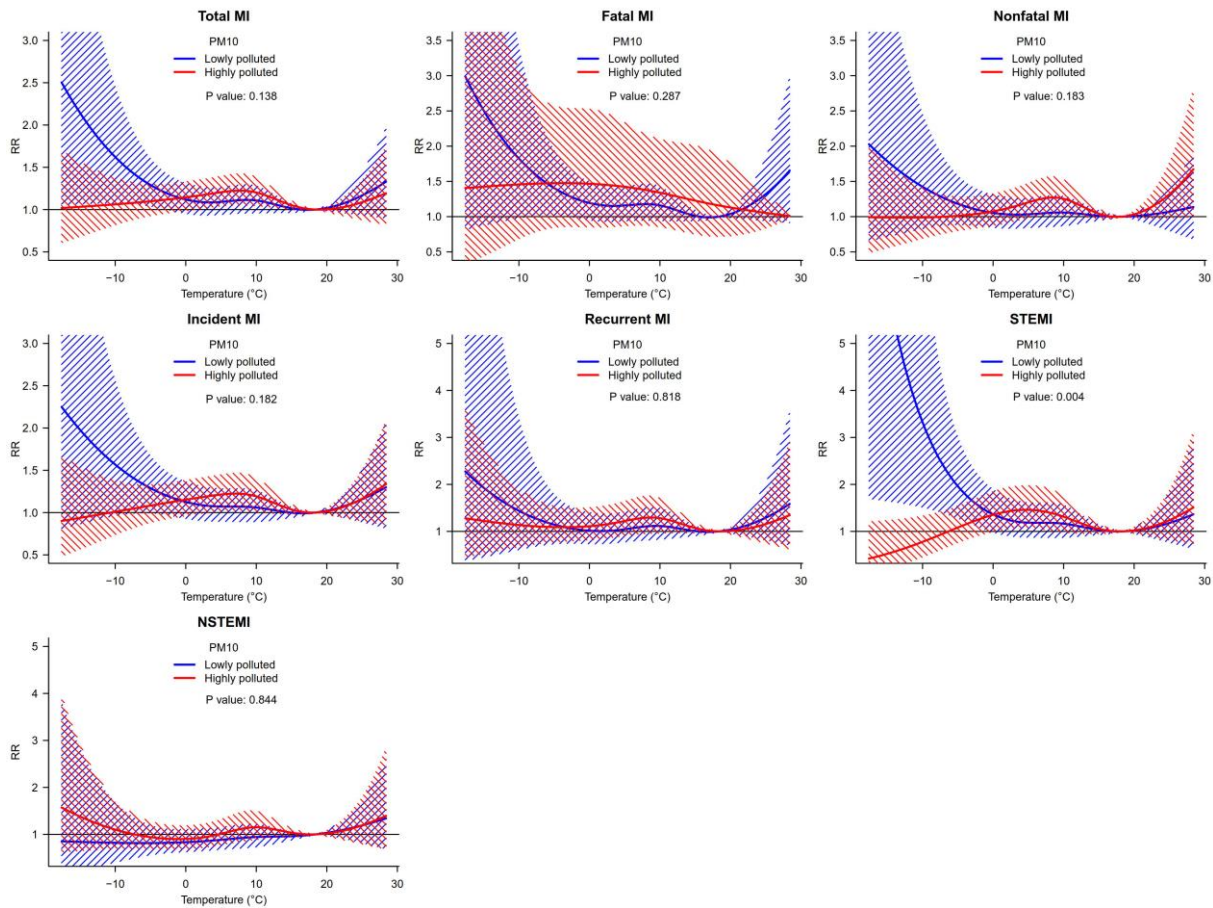 Total MI
PM10
Lowly polluted
Highly polluted
P value: 0.138
3.0
2.5
2.0
1.5
1.0
0.5
RR
−10 0 10 20 30
Temperature (°C)
Fatal MI
PM10
Lowly polluted
Highly polluted
P value: 0.287
3.5
3.0
2.5
2.0
1.5
1.0
0.5
RR
−10 0 10 20 30
Temperature (°C)
Nonfatal MI
PM10
Lowly polluted
Highly polluted
P value: 0.183
3.5
3.0
2.5
2.0
1.5
1.0
0.5
RR
−10 0 10 20 30
Temperature (°C)
Incident MI
PM10
Lowly polluted
Highly polluted
P value: 0.182
3.0
2.5
2.0
1.5
1.0
0.5
RR
−10 0 10 20 30
Temperature (°C)
Recurrent MI
PM10
Lowly polluted
Highly polluted
P value: 0.818
5
4
3
2
1
RR
−10 0 10 20 30
Temperature (°C)
STEMI
PM10
Lowly polluted
Highly polluted
P value: 0.004
5
4
3
2
1
RR
−10 0 10 20 30
Temperature (°C)
NSTEMI
PM10
Lowly polluted
Highly polluted
P value: 0.844
5
4
3
2
1
RR
−10 0 10 20 30
Temperature (°C)